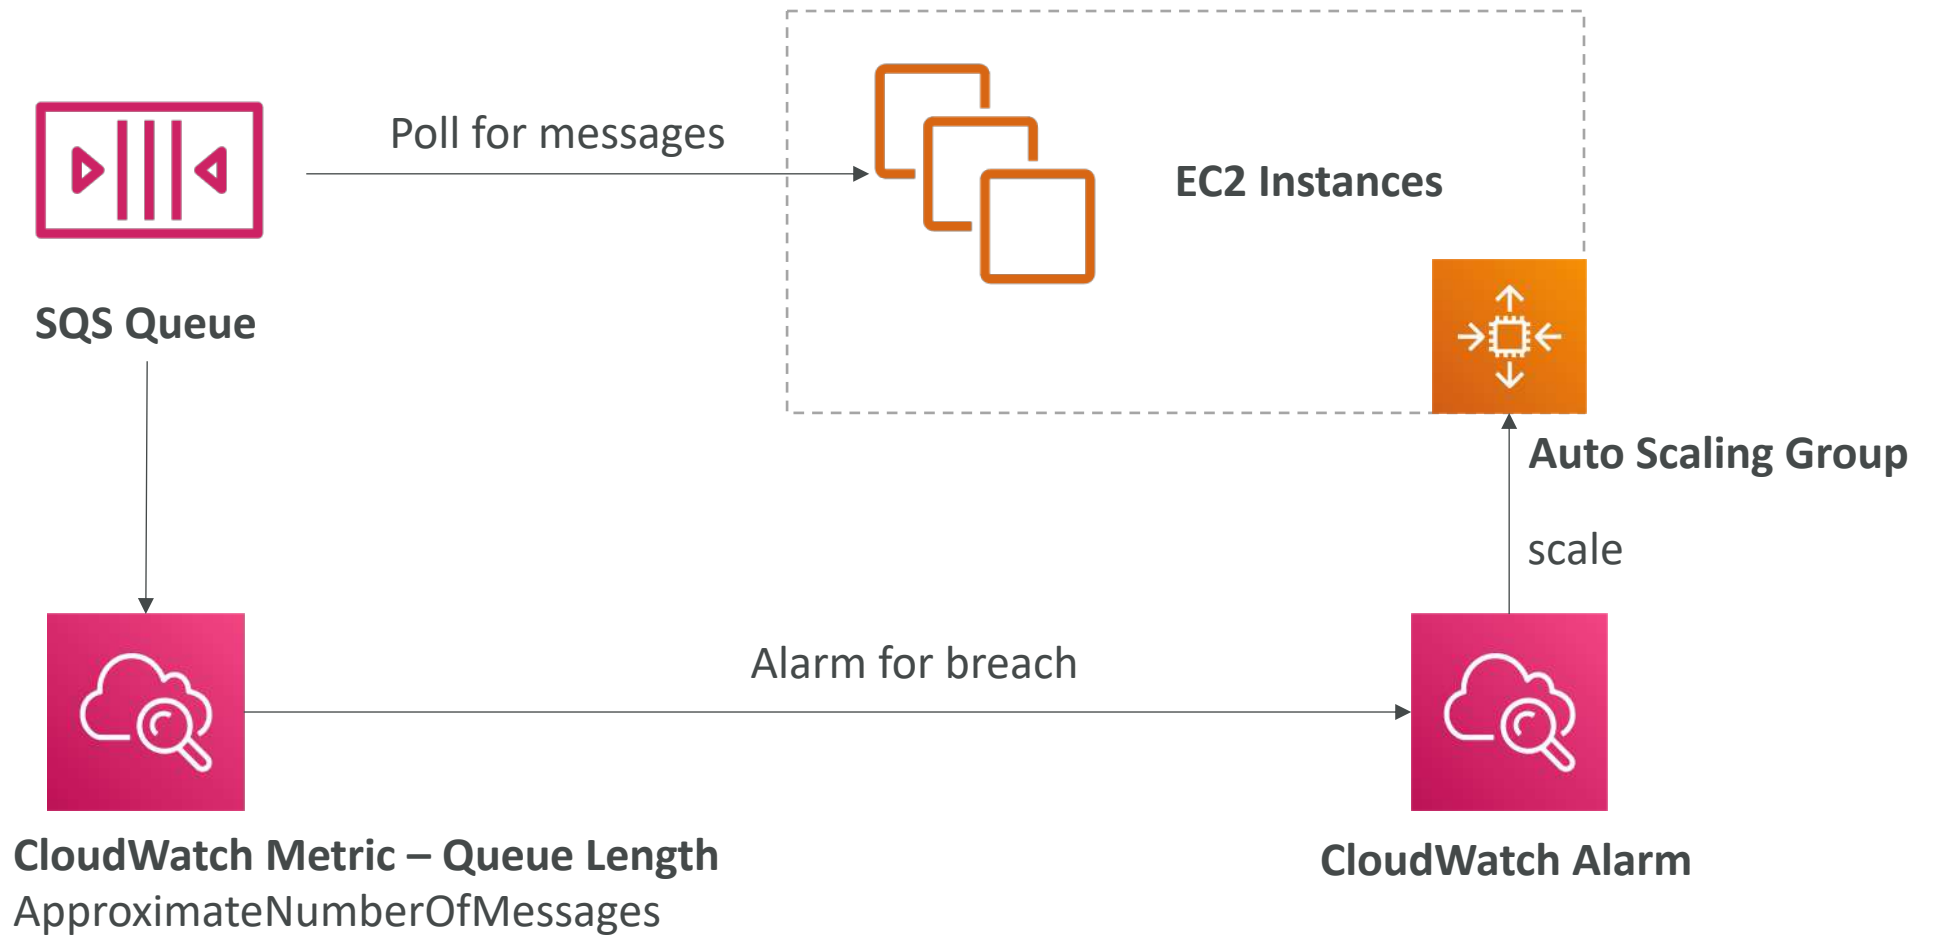 Poll for messages
EC2 Instances
SQS Queue
Auto Scaling Group
scale
Alarm for breach
CloudWatch Metric – Queue Length
ApproximateNumberOfMessages
CloudWatch Alarm